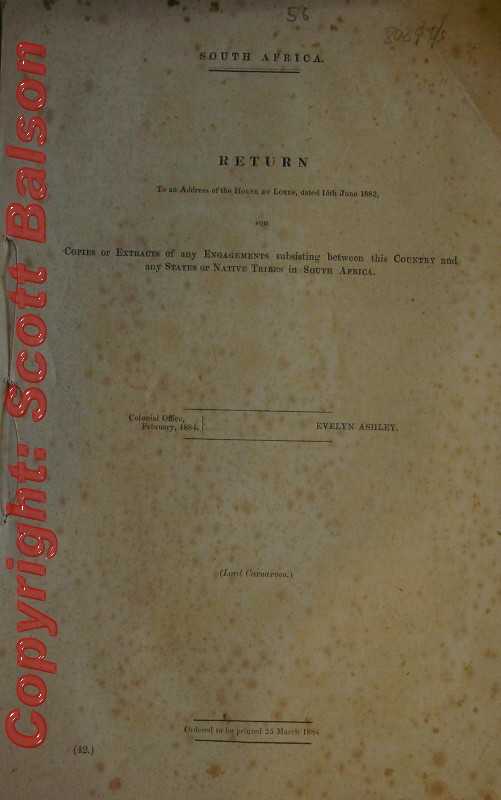 56
SOUTH AFRICA.
RETURN
To an Address of the HOUSE OF LORDS, dated 15th June 1883,
FOR
COPIES or EXTRACTS of any ENGAGEMENTS subsisting between this COUNTRY and
any STATES or NATIVE TRIBES in SOUTH AFRICA.
Colonial Office,
February, 1884.
EVELYN ASHLEY.
(Lord Carnarvon.)
Ordered to be printed 25 March 1884
(42.)
Copyright: Scott Balson